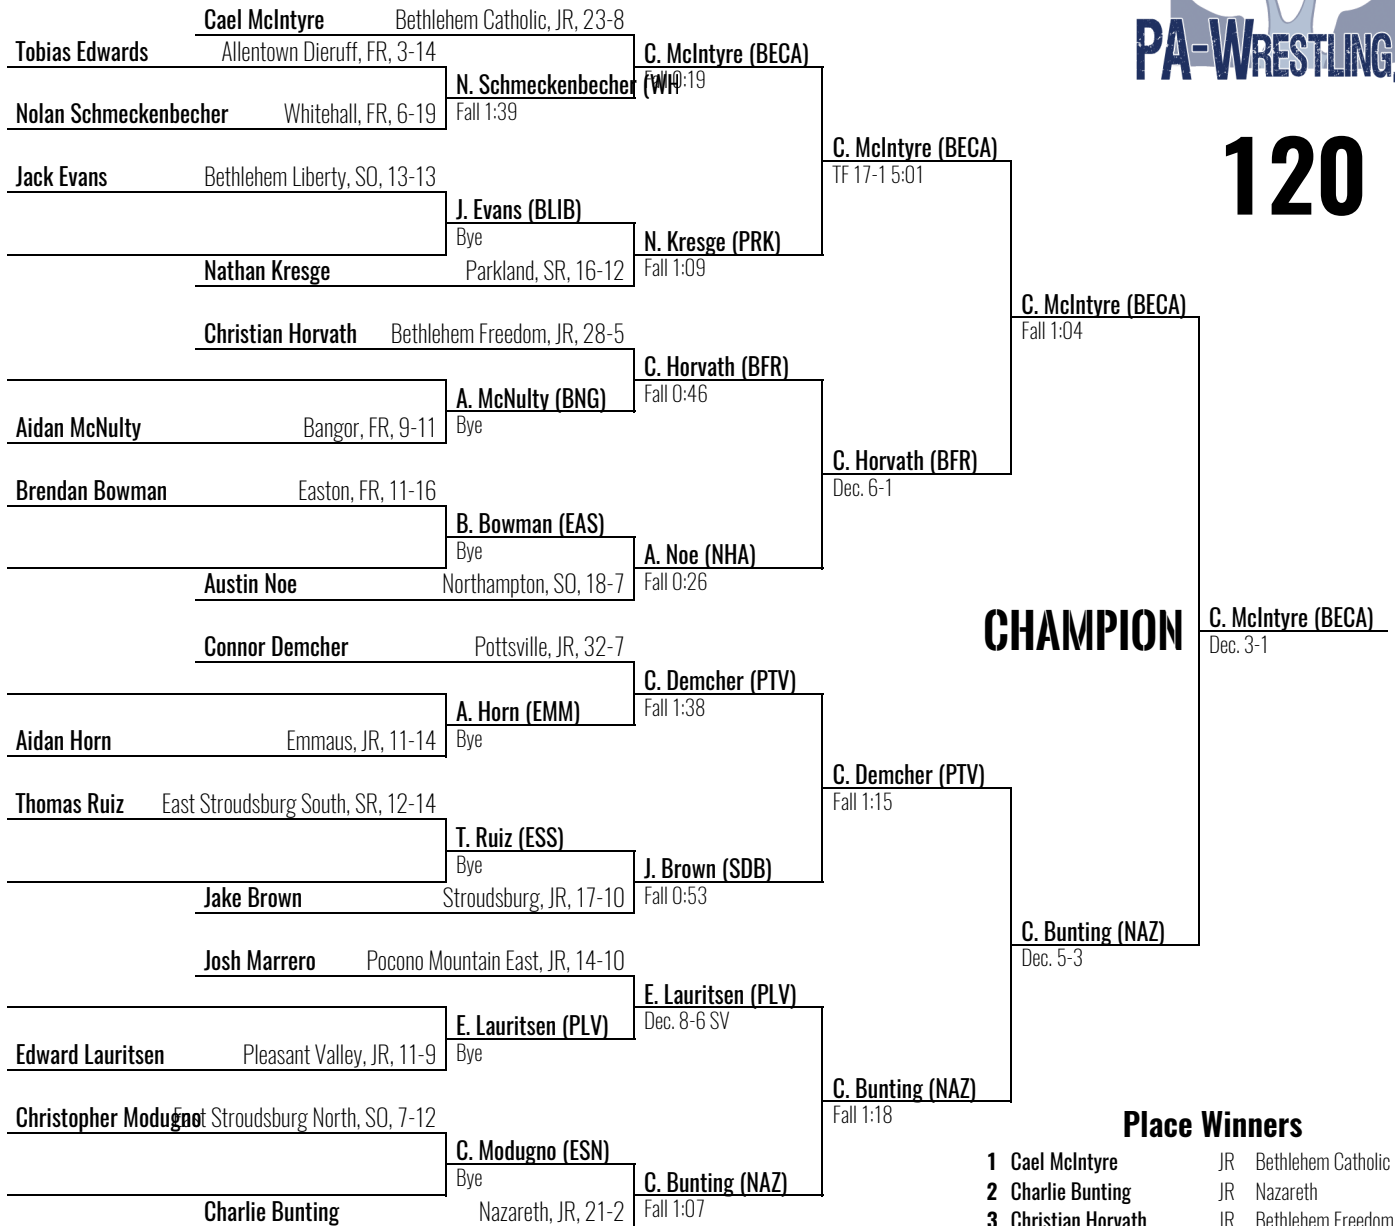 PA-WRESTLING
120
Cael McIntyre Bethlehem Catholic, JR, 23-8
Tobias Edwards Allentown Dieruff, FR, 3-14
C. McIntyre (BECA)
Fall 0:19
N. Schmeckenbecher (WH
Fall 1:39
Nolan Schmeckenbecher Whitehall, FR, 6-19
C. McIntyre (BECA)
TF 17-1 5:01
Jack Evans Bethlehem Liberty, SO, 13-13
J. Evans (BLIB)
Bye
N. Kresge (PRK)
Fall 1:09
Nathan Kresge Parkland, SR, 16-12
C. McIntyre (BECA)
Fall 1:04
Christian Horvath Bethlehem Freedom, JR, 28-5
C. Horvath (BFR)
Fall 0:46
A. McNulty (BNG)
Bye
Aidan McNulty Bangor, FR, 9-11
C. Horvath (BFR)
Dec. 6-1
Brendan Bowman Easton, FR, 11-16
B. Bowman (EAS)
Bye
A. Noe (NHA)
Fall 0:26
Austin Noe Northampton, SO, 18-7
CHAMPION
C. McIntyre (BECA)
Dec. 3-1
Connor Demcher Pottsville, JR, 32-7
C. Demcher (PTV)
Fall 1:38
A. Horn (EMM)
Bye
Aidan Horn Emmaus, JR, 11-14
C. Demcher (PTV)
Fall 1:15
Thomas Ruiz East Stroudsburg South, SR, 12-14
T. Ruiz (ESS)
Bye
J. Brown (SDB)
Fall 0:53
Jake Brown Stroudsburg, JR, 17-10
C. Bunting (NAZ)
Dec. 5-3
Josh Marrero Pocono Mountain East, JR, 14-10
E. Lauritsen (PLV)
Dec. 8-6 SV
E. Lauritsen (PLV)
Bye
Edward Lauritsen Pleasant Valley, JR, 11-9
C. Bunting (NAZ)
Fall 1:18
Christopher Modugno East Stroudsburg North, SO, 7-12
C. Modugno (ESN)
Bye
C. Bunting (NAZ)
Fall 1:07
Charlie Bunting Nazareth, JR, 21-2
Place Winners
1 Cael McIntyre JR Bethlehem Catholic
2 Charlie Bunting JR Nazareth
3 Christian Horvath JR Bethlehem Freedom